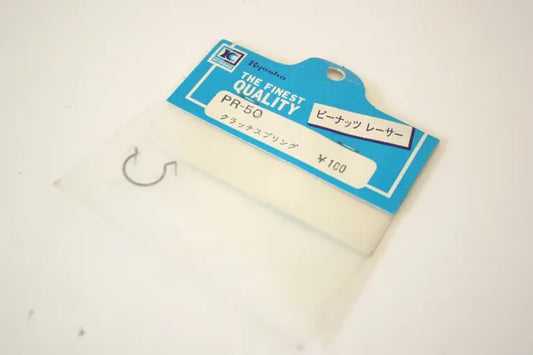 Kyosho
THE FINEST
QUALITY
ピーナッツ レーサー
PR-50
クラッチスプリング
¥100